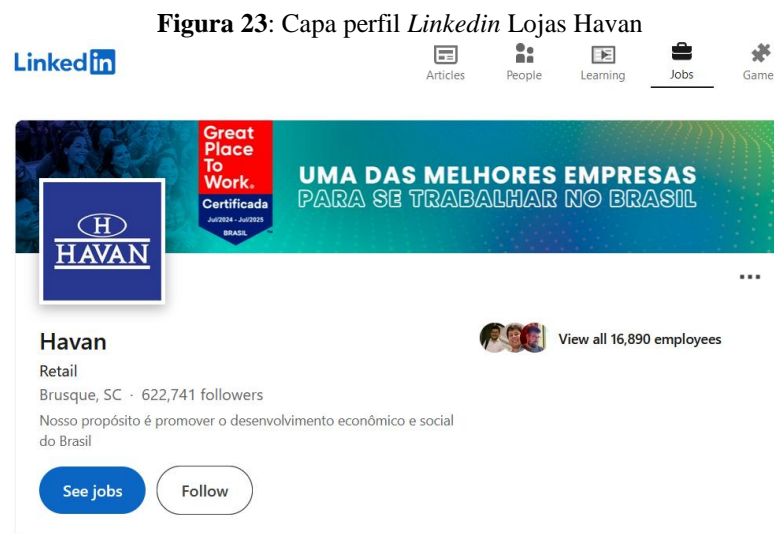 Figura 23: Capa perfil Linkedin Lojas Havan
Linked in
Articles
People
Learning
Jobs
Game
Great
Place
To
Work.
Certificada
Jul/2024 - Jul/2025
BRASIL
UMA DAS MELHORES EMPRESAS
PARA SE TRABALHAR NO BRASIL
H
HAVAN
Havan
View all 16,890 employees
Retail
Brusque, SC · 622,741 followers
Nosso propósito é promover o desenvolvimento econômico e social
do Brasil
See jobs
Follow